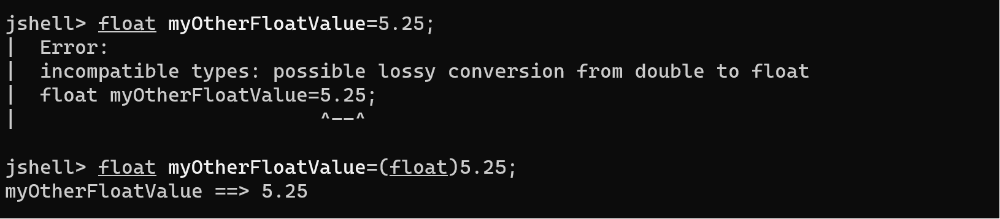 jshell> float myOtherFloatValue=5.25;
|  Error:
|  incompatible types: possible lossy conversion from double to float
|  float myOtherFloatValue=5.25;
|                          ^--^
jshell> float myOtherFloatValue=(float)5.25;
myOtherFloatValue ==> 5.25